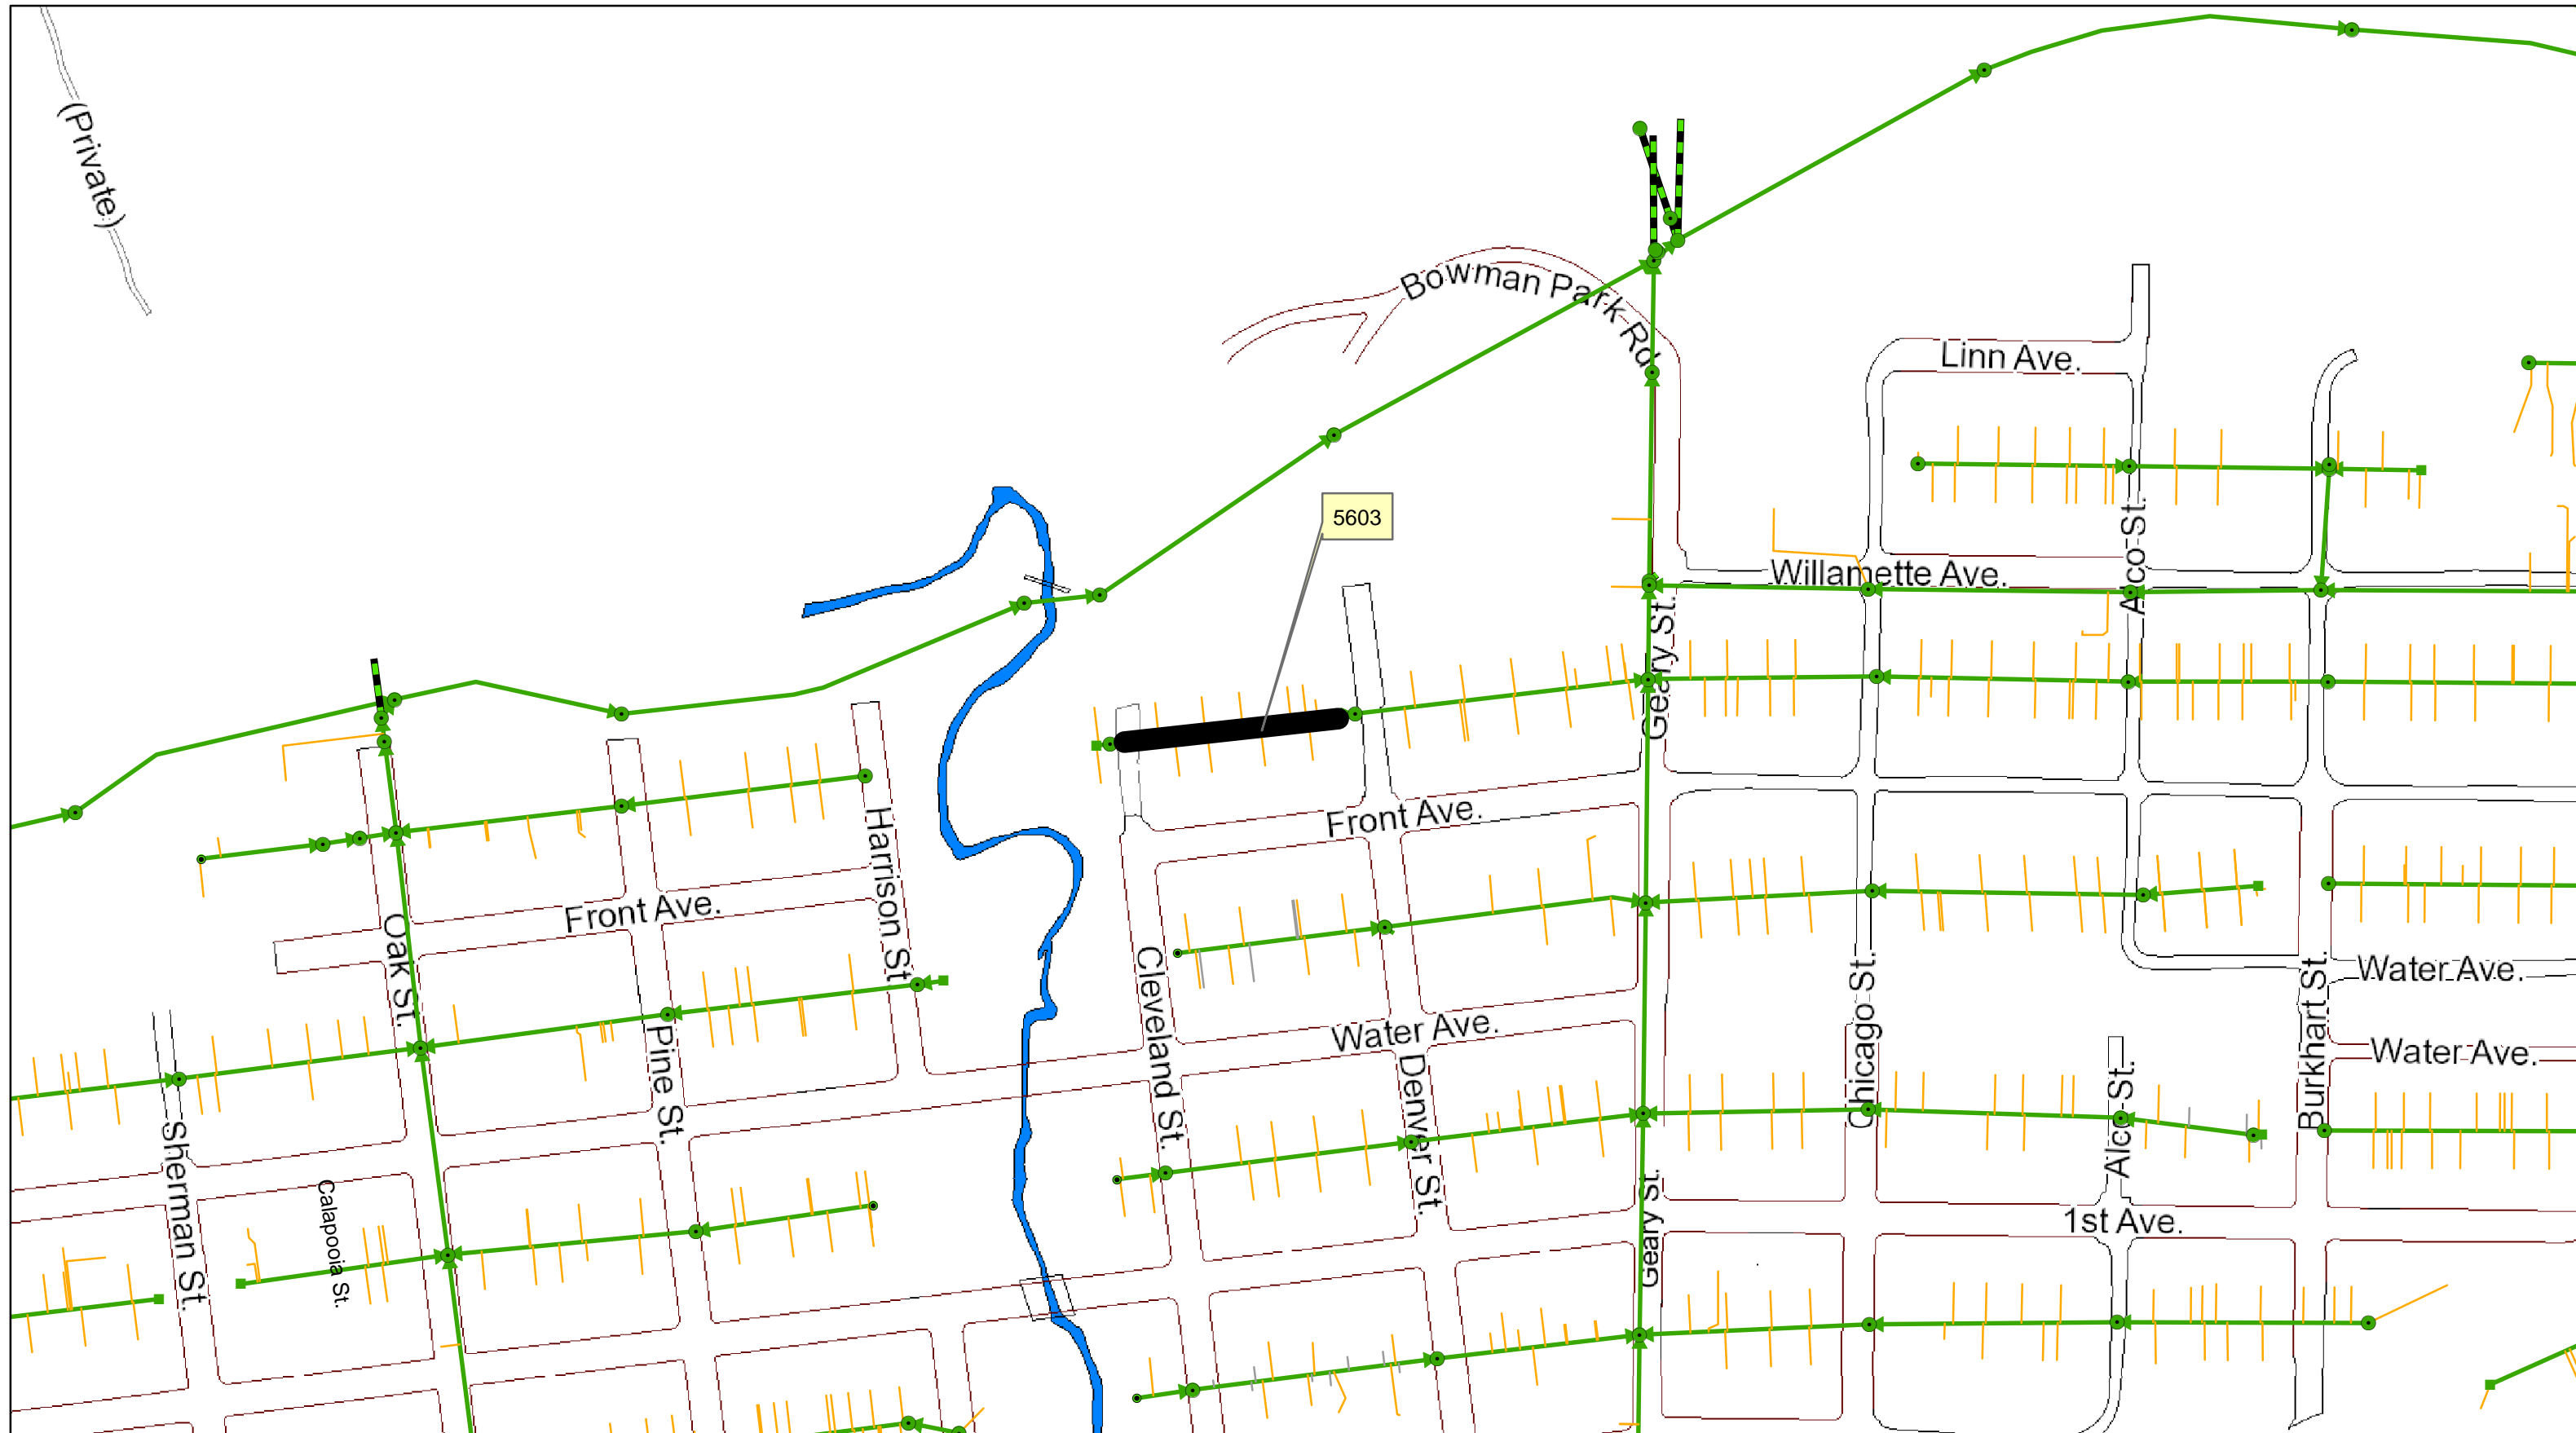 (Private)
Bowman Park Rd
Linn Ave.
5603
Alco St.
Willamette Ave.
Geary St.
Front Ave.
Harrison St
Front Ave.
Oak St.
Cleveland St.
Chicago St.
Water Ave.
Burkhart St.
Water Ave.
Pine St.
Water Ave.
Denver St.
Alco St.
Sherman St.
Calapooia St.
Geary St.
1st Ave.